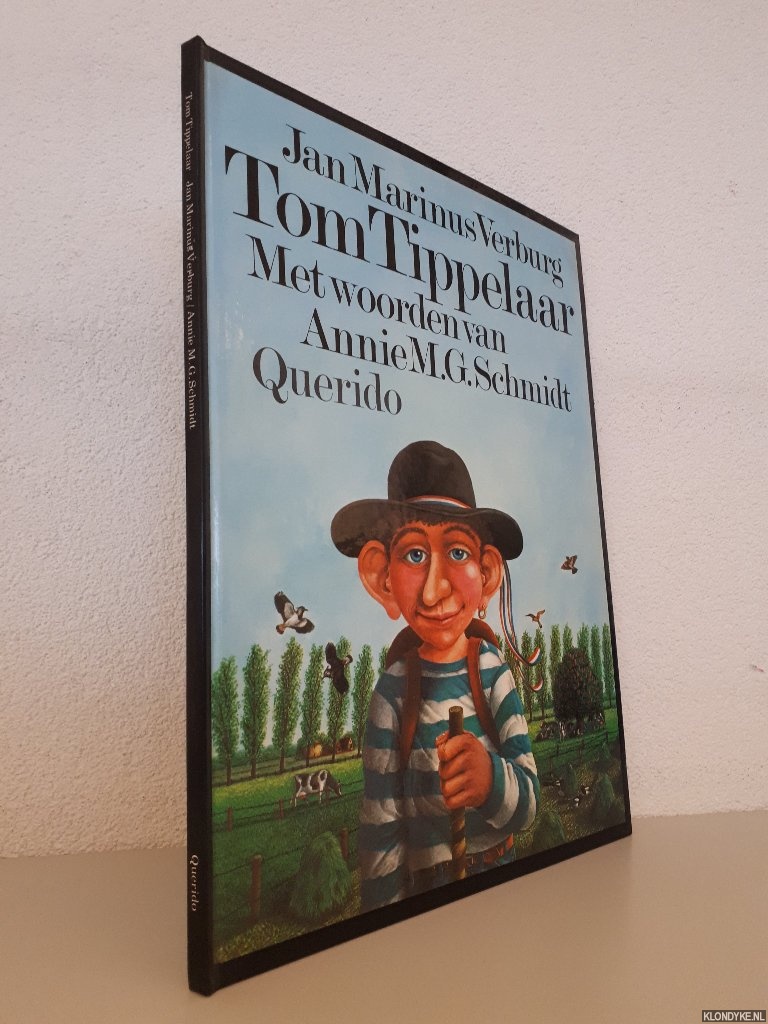 Jan Marinus Verburg
Tom Tippelaar
Met woorden van
Annie M.G. Schmidt
Querido
Tom Tippelaar Jan Marinus Verburg / Annie M.G. Schmidt
Querido
KLONDYKE.NL